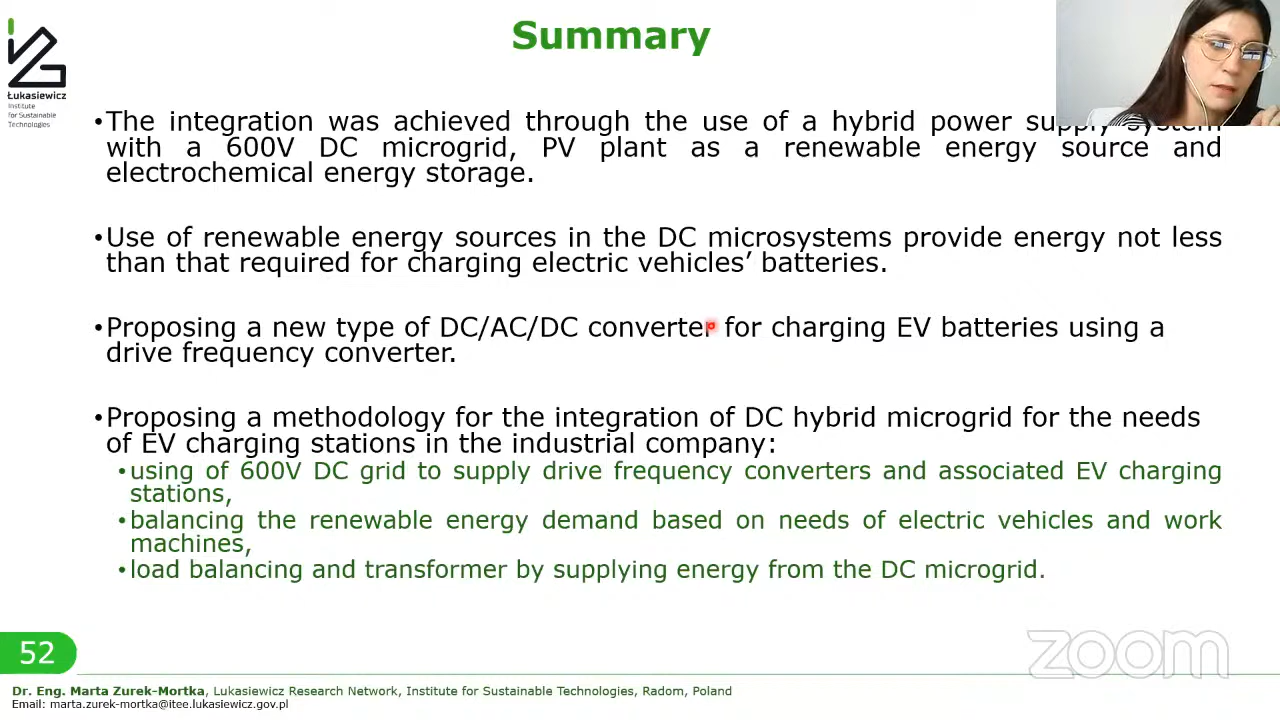 Summary
Łukasiewicz
Institute
for Sustainable
Technologies
•The integration was achieved through the use of a hybrid power supply system
with a 600V DC microgrid, PV plant as a renewable energy source and
electrochemical energy storage.
•Use of renewable energy sources in the DC microsystems provide energy not less
than that required for charging electric vehicles’ batteries.
•Proposing a new type of DC/AC/DC converter for charging EV batteries using a
drive frequency converter.
•Proposing a methodology for the integration of DC hybrid microgrid for the needs
of EV charging stations in the industrial company:
•using of 600V DC grid to supply drive frequency converters and associated EV charging
stations,
•balancing the renewable energy demand based on needs of electric vehicles and work
machines,
•load balancing and transformer by supplying energy from the DC microgrid.
52
zoom
Dr. Eng. Marta Zurek-Mortka, Lukasiewicz Research Network, Institute for Sustainable Technologies, Radom, Poland
Email: marta.zurek-mortka@itee.lukasiewicz.gov.pl